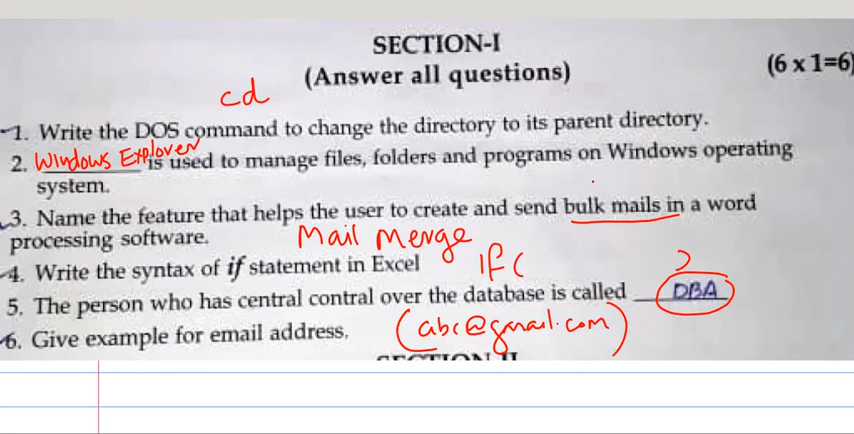 SECTION-I
(Answer all questions)
(6 x 1=6)
cd
1. Write the DOS command to change the directory to its parent directory.
2. Windows Explorer is used to manage files, folders and programs on Windows operating
system.
3. Name the feature that helps the user to create and send bulk mails in a word
processing software. Mail Merge
4. Write the syntax of if statement in Excel IF( )
5. The person who has central contral over the database is called DBA
6. Give example for email address. (abc@gmail.com)
SECTION II